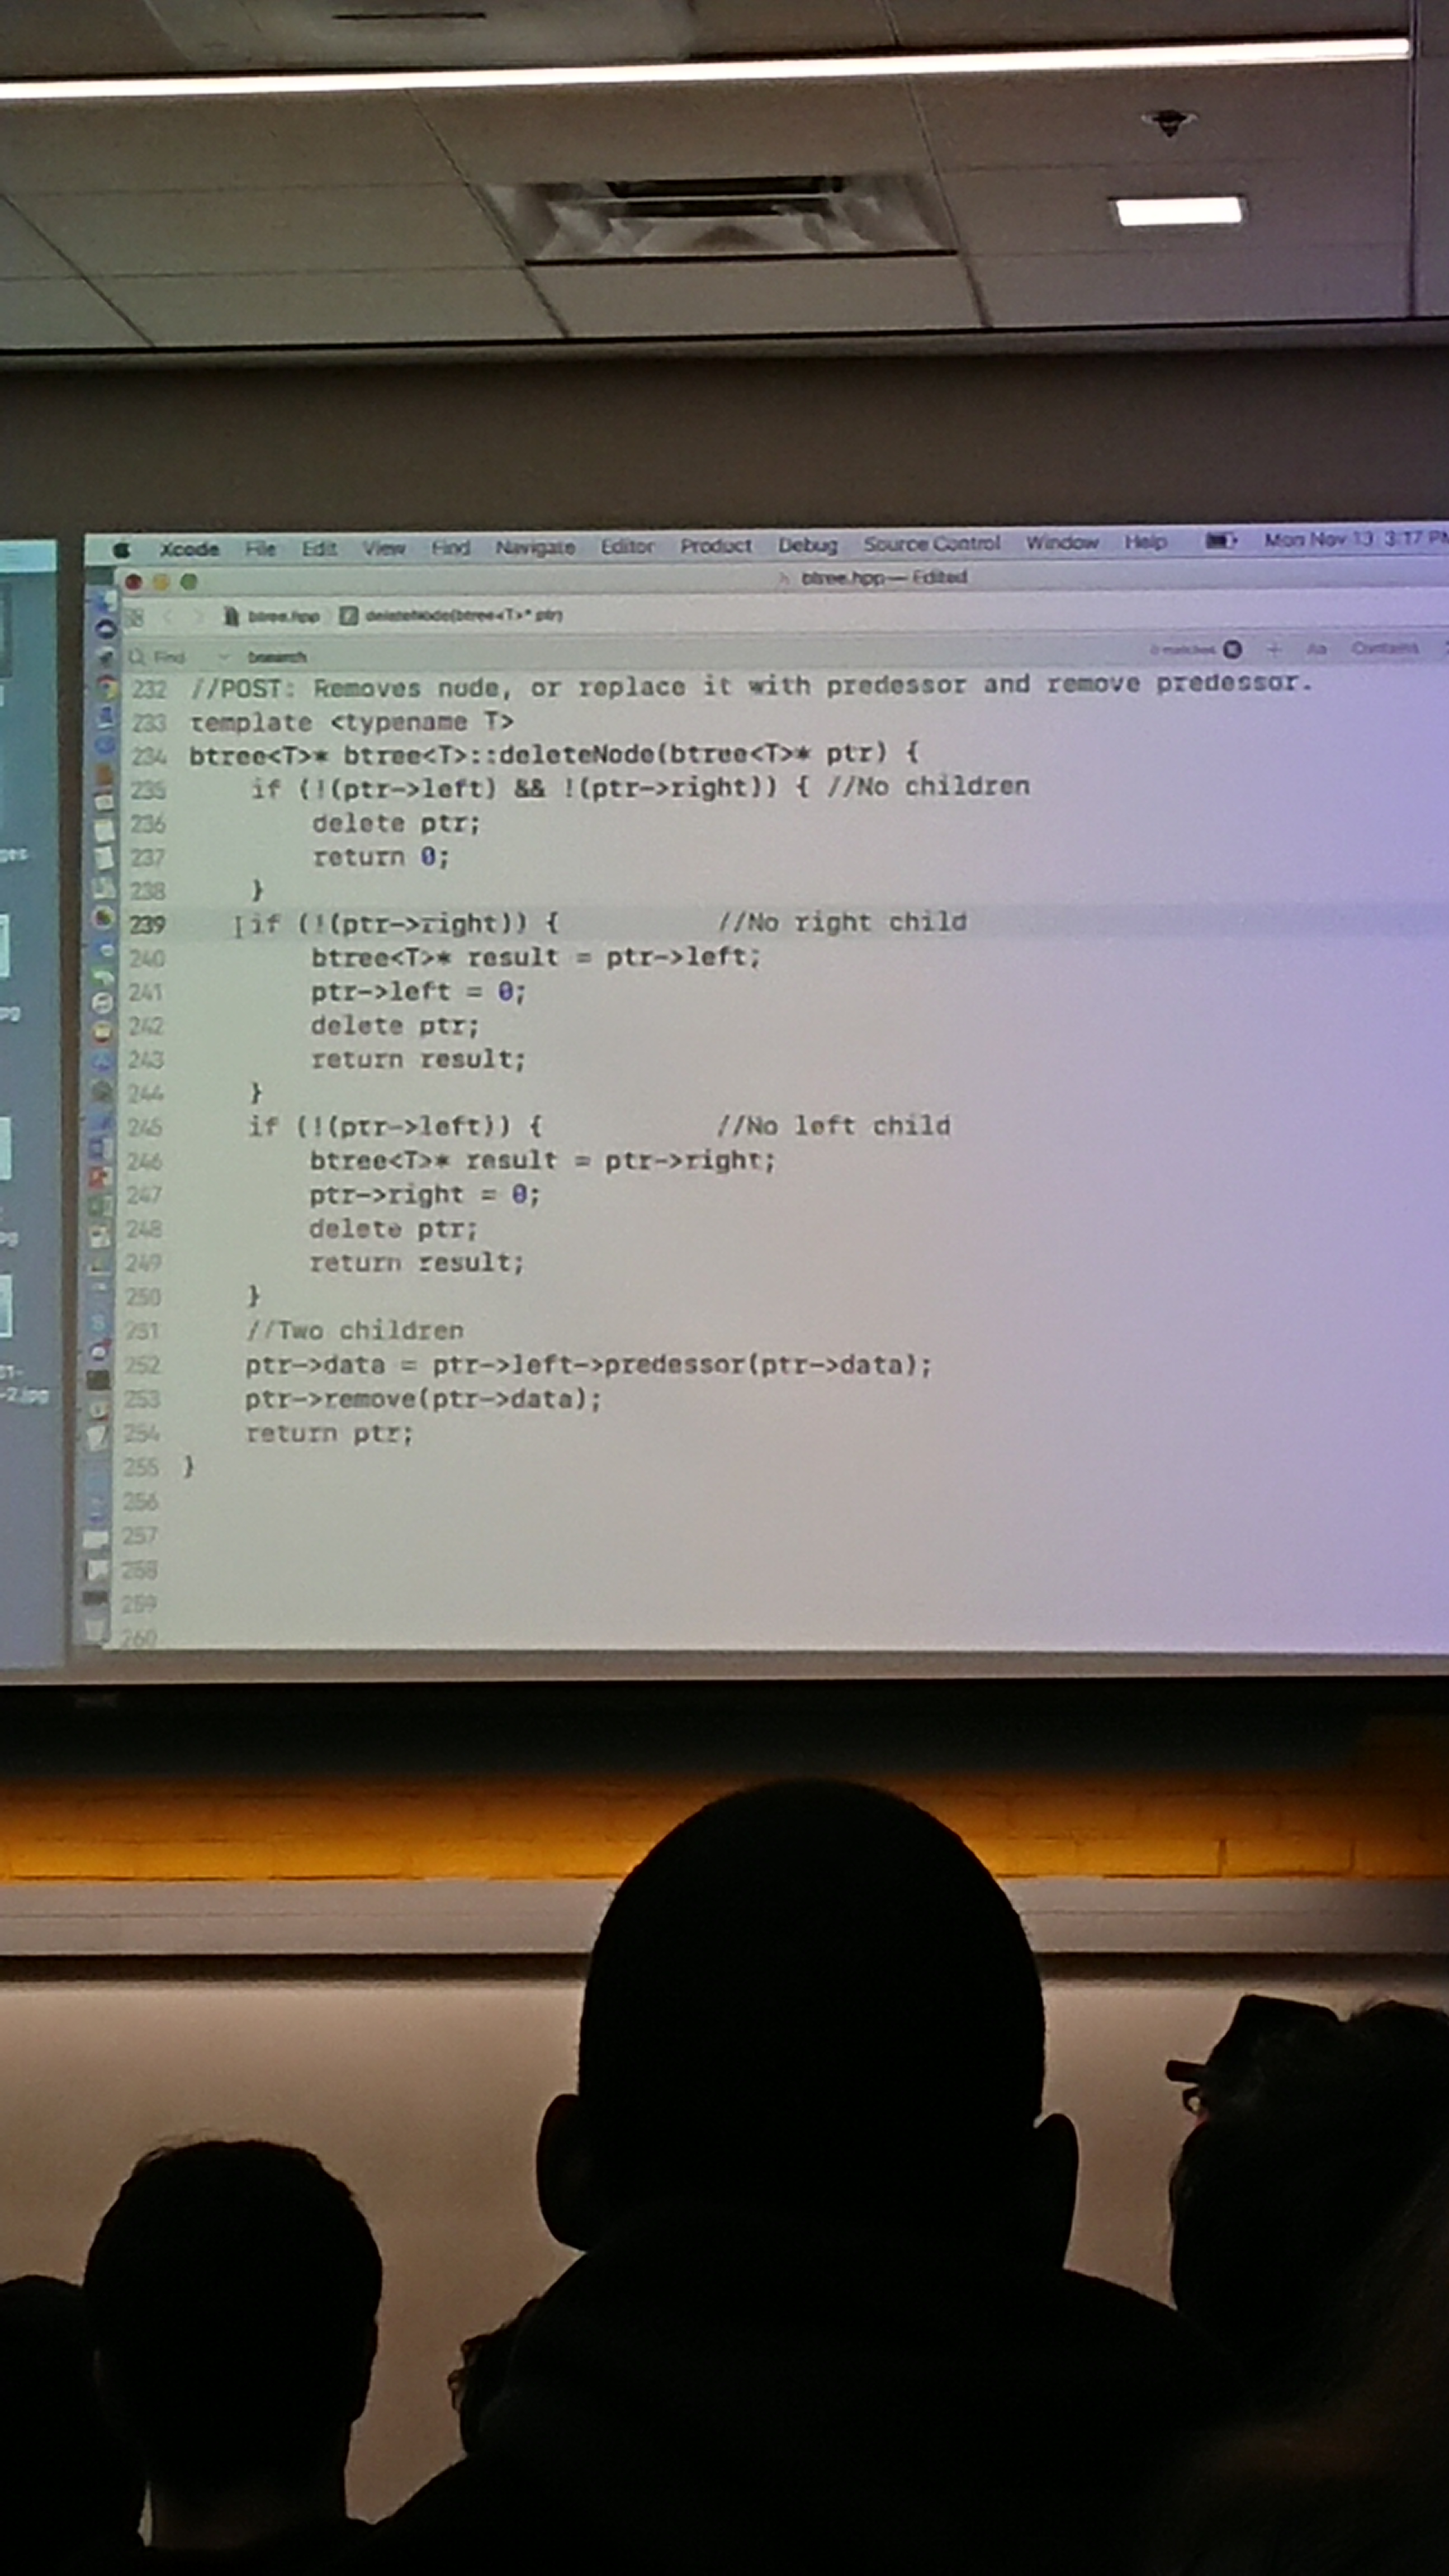 Xcode File Edit View Find Navigate Editor Product Debug Source Control Window Help Mon Nov 13 3:17 PM
btree.hpp — Edited
btree.hpp deleteNode(btree<T>* ptr)
Find bsearch Contains
232 //POST: Removes node, or replace it with predessor and remove predessor.
233 template <typename T>
234 btree<T>* btree<T>::deleteNode(btree<T>* ptr) {
235 if (!(ptr->left) && !(ptr->right)) { //No children
236 delete ptr;
237 return 0;
238 }
239 if (!(ptr->right)) { //No right child
240 btree<T>* result = ptr->left;
241 ptr->left = 0;
242 delete ptr;
243 return result;
244 }
245 if (!(ptr->left)) { //No left child
246 btree<T>* result = ptr->right;
247 ptr->right = 0;
248 delete ptr;
249 return result;
250 }
251 //Two children
252 ptr->data = ptr->left->predessor(ptr->data);
253 ptr->remove(ptr->data);
254 return ptr;
255 }
256
257
258
259
260